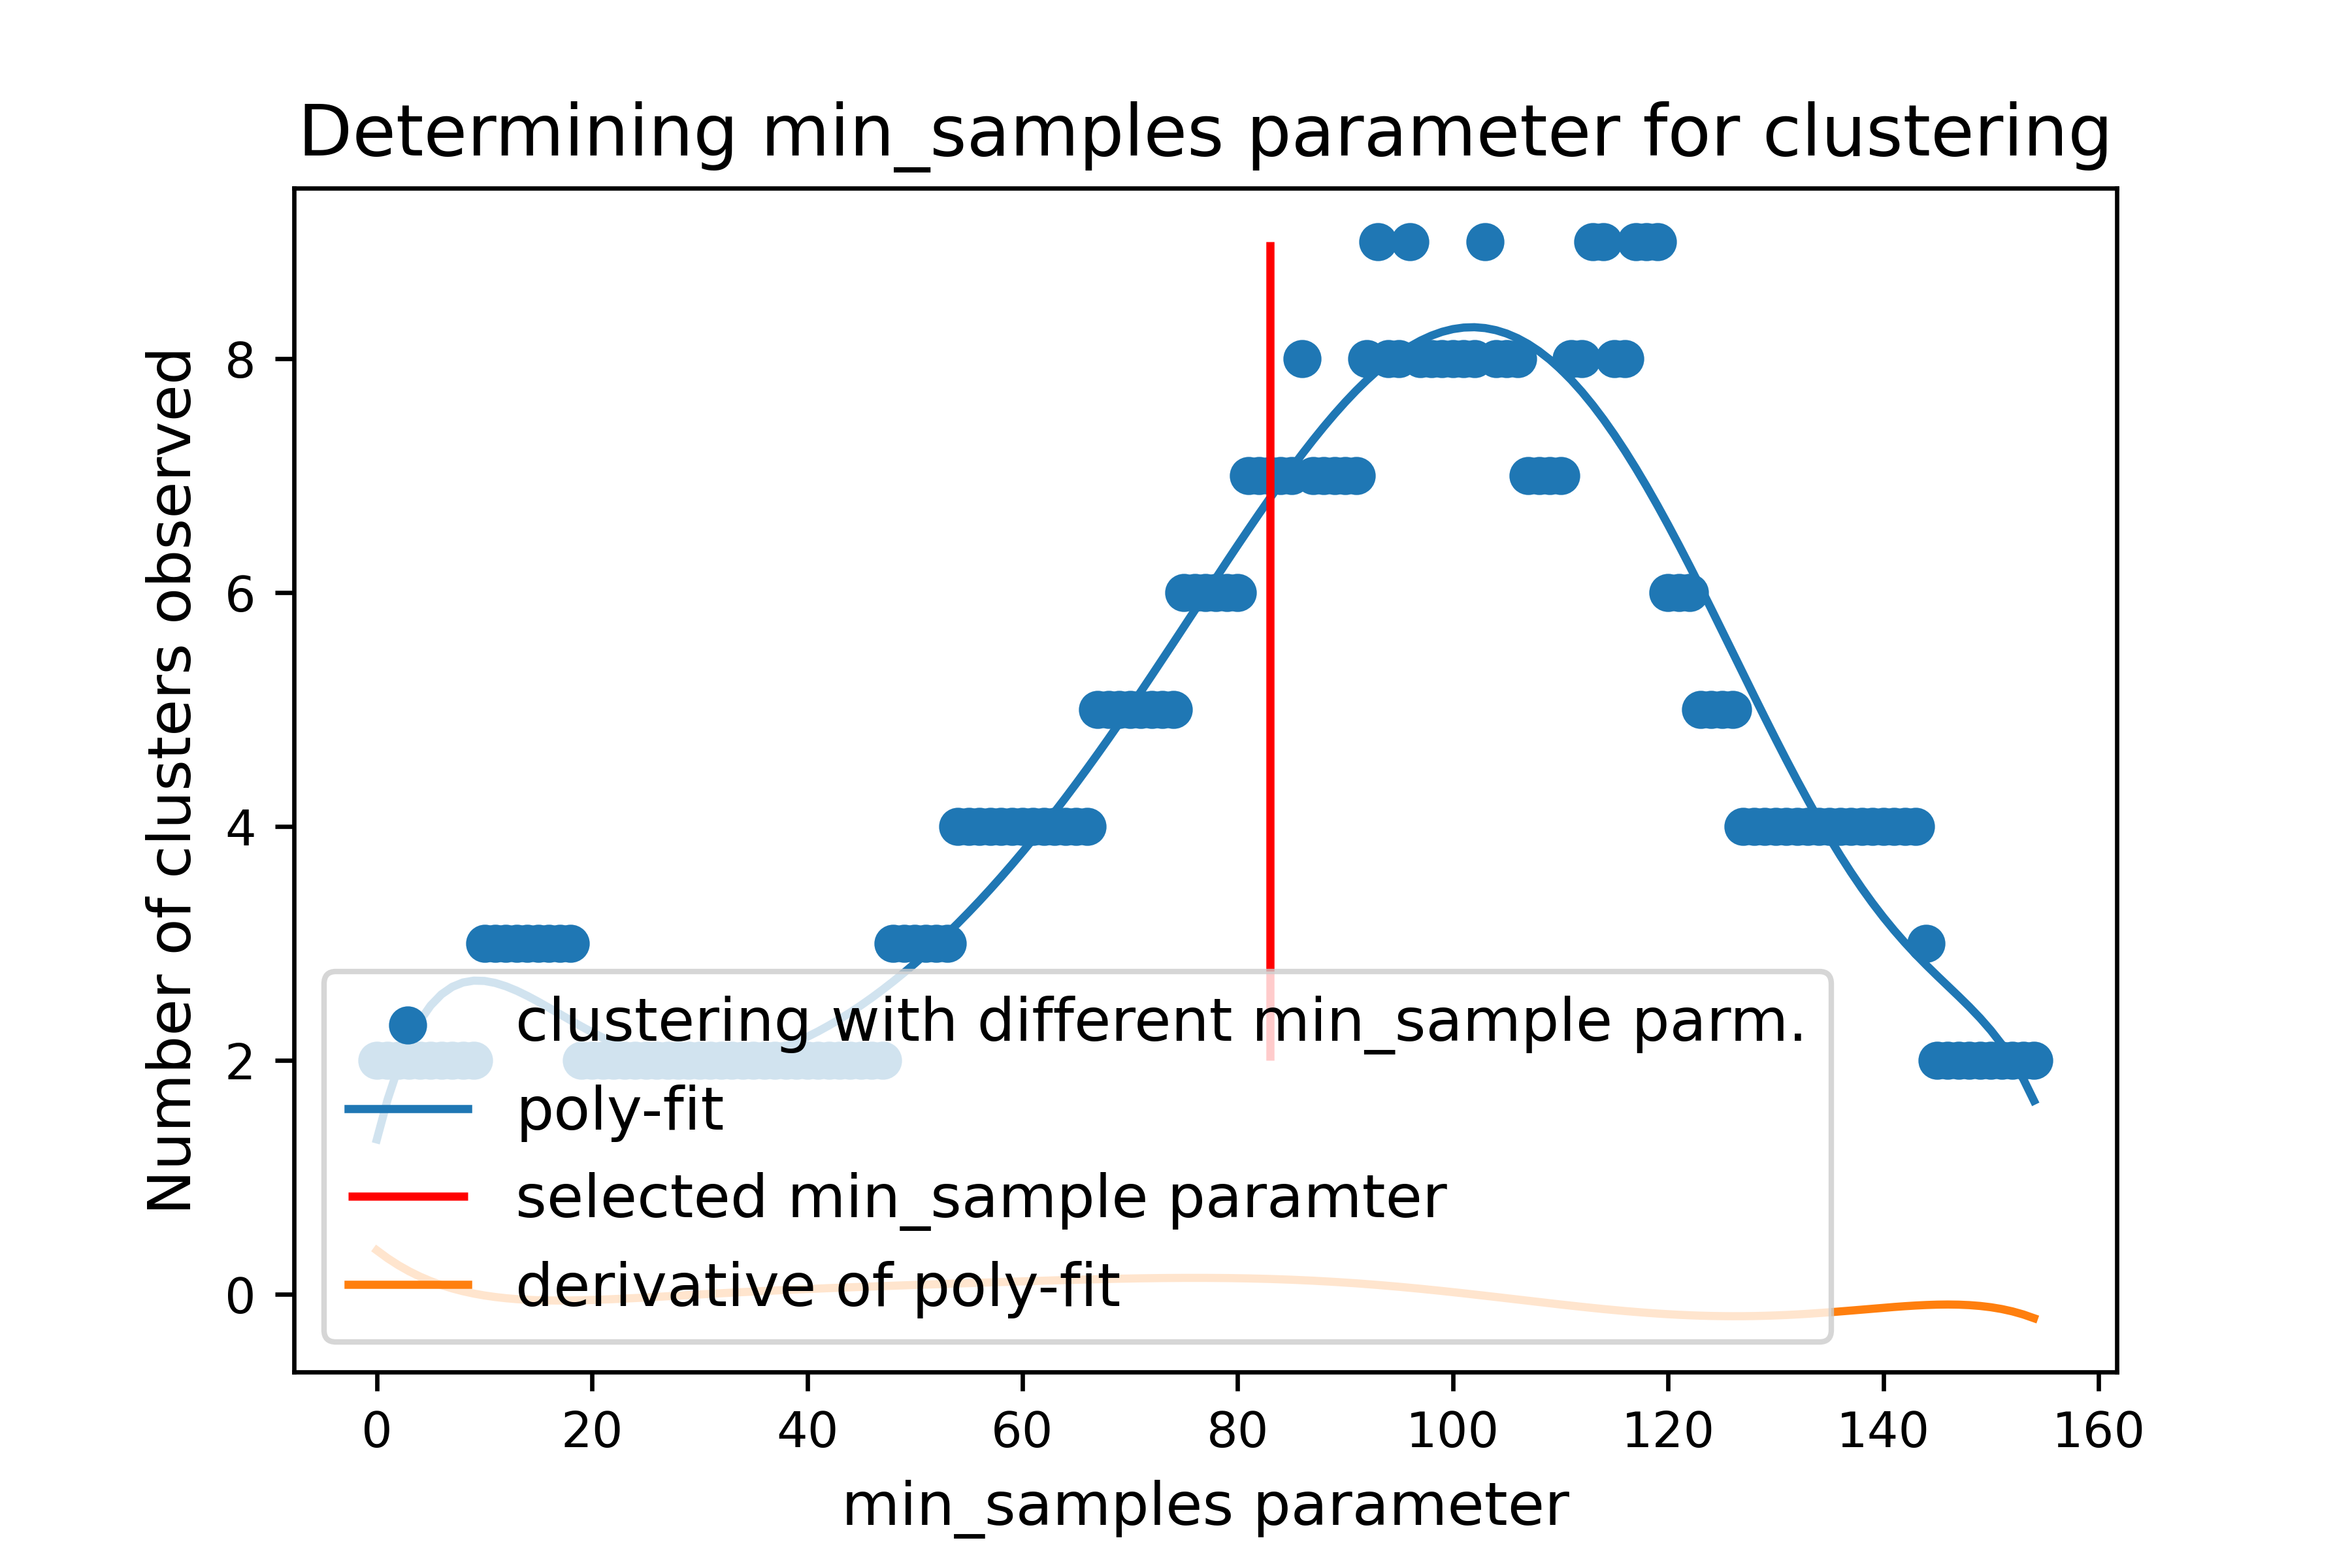 Determining min_samples parameter for clustering
Number of clusters observed
8
6
4
2
0
clustering with different min_sample parm.
poly-fit
selected min_sample paramter
derivative of poly-fit
0 20 40 60 80 100 120 140 160
min_samples parameter